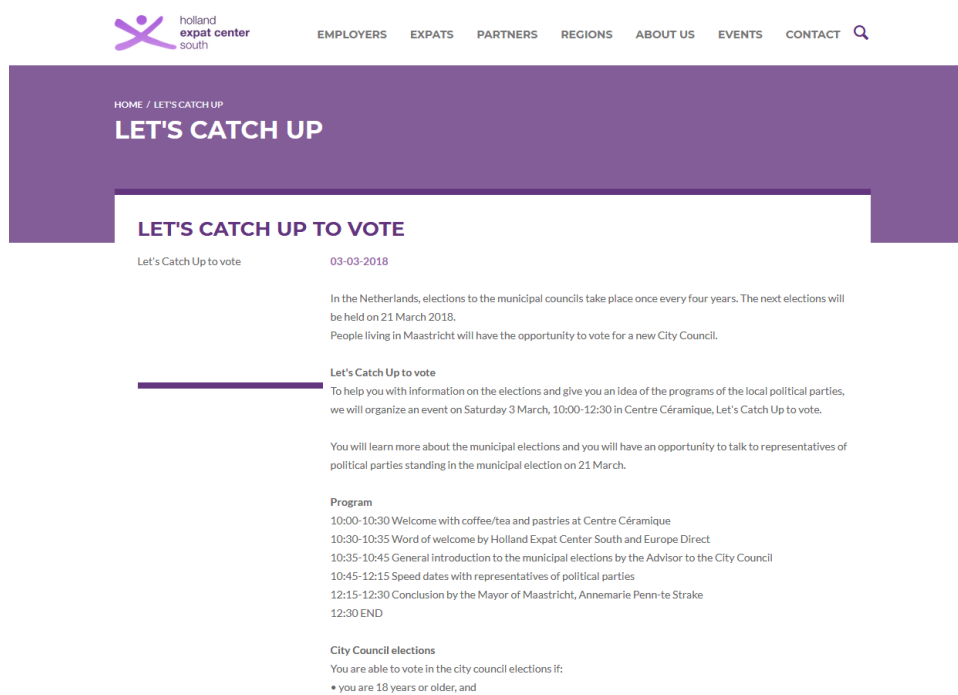 holland
expat center
south
EMPLOYERS EXPATS PARTNERS REGIONS ABOUT US EVENTS CONTACT
HOME / LET'S CATCH UP
LET'S CATCH UP
LET'S CATCH UP TO VOTE
Let's Catch Up to vote
03-03-2018
In the Netherlands, elections to the municipal councils take place once every four years. The next elections will
be held on 21 March 2018.
People living in Maastricht will have the opportunity to vote for a new City Council.
Let's Catch Up to vote
To help you with information on the elections and give you an idea of the programs of the local political parties,
we will organize an event on Saturday 3 March, 10:00-12:30 in Centre Céramique, Let's Catch Up to vote.
You will learn more about the municipal elections and you will have an opportunity to talk to representatives of
political parties standing in the municipal election on 21 March.
Program
10:00-10:30 Welcome with coffee/tea and pastries at Centre Céramique
10:30-10:35 Word of welcome by Holland Expat Center South and Europe Direct
10:35-10:45 General introduction to the municipal elections by the Advisor to the City Council
10:45-12:15 Speed dates with representatives of political parties
12:15-12:30 Conclusion by the Mayor of Maastricht, Annemarie Penn-te Strake
12:30 END
City Council elections
You are able to vote in the city council elections if:
• you are 18 years or older, and